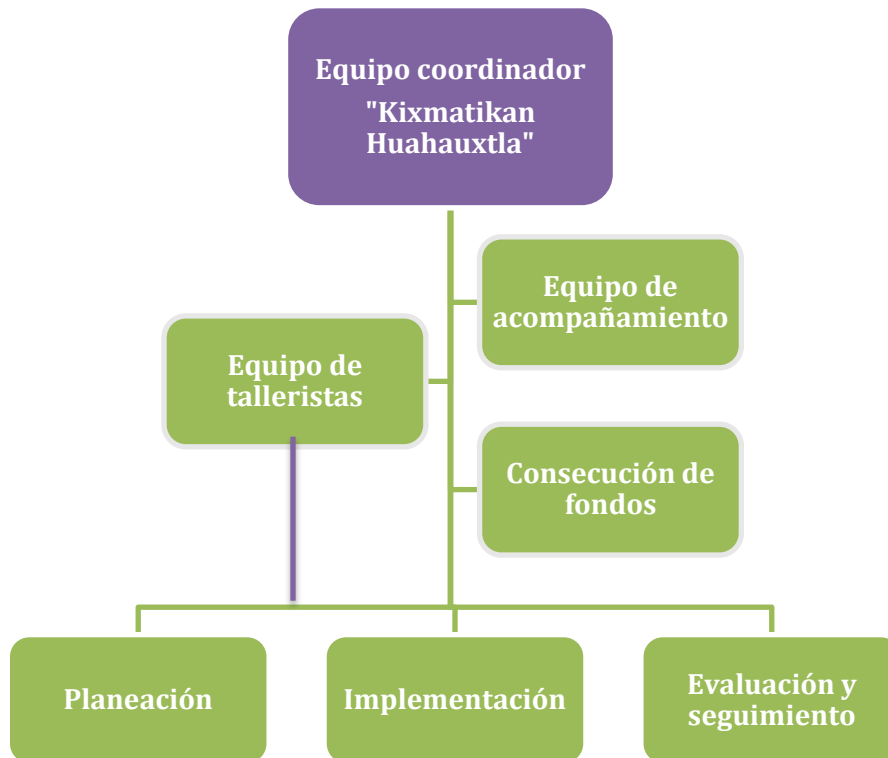 Equipo coordinador
"Kixmatikan
Huahauxtla"
Equipo de
acompañamiento
Equipo de
talleristas
Consecución de
fondos
Planeación
Implementación
Evaluación y
seguimiento